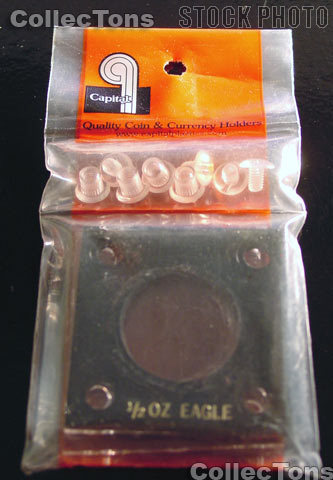 CollecTons
STOCK PHOTO
Capital
Quality Coin & Currency Holders
1/2 OZ EAGLE
CollecTons